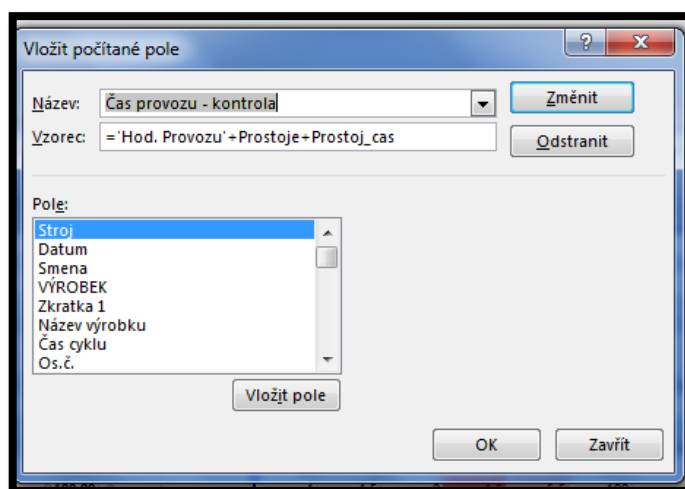 Vložit počítané pole
Název: Čas provozu - kontrola Změnit
Vzorec: ='Hod. Provozu'+Prostoje+Prostoj_cas Odstranit
Pole:
Stroj
Datum
Smena
VÝROBEK
Zkratka 1
Název výrobku
Čas cyklu
Os.č.
Vložit pole
OK Zavřít